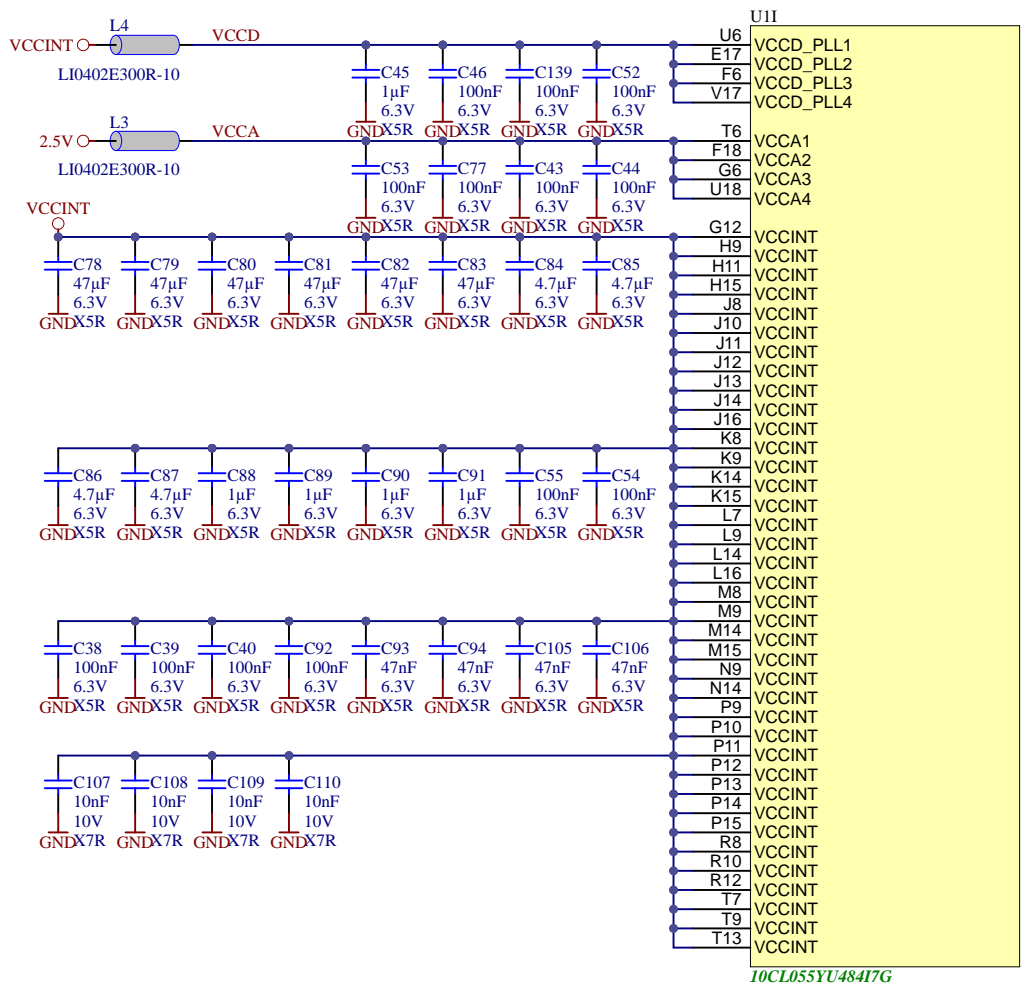 U1I
L4
VCCINT
VCCD
LI0402E300R-10
U6 VCCD_PLL1
E17 VCCD_PLL2
F6 VCCD_PLL3
V17 VCCD_PLL4
C45 C46 C139 C52
1µF 100nF 100nF 100nF
6.3V 6.3V 6.3V 6.3V
GND X5R GND X5R GND X5R GND X5R
L3
2.5V
VCCA
LI0402E300R-10
T6 VCCA1
F18 VCCA2
G6 VCCA3
U18 VCCA4
C53 C77 C43 C44
100nF 100nF 100nF 100nF
6.3V 6.3V 6.3V 6.3V
GND X5R GND X5R GND X5R GND X5R
VCCINT
C78 C79 C80 C81 C82 C83 C84 C85
47µF 47µF 47µF 47µF 47µF 47µF 4.7µF 4.7µF
6.3V 6.3V 6.3V 6.3V 6.3V 6.3V 6.3V 6.3V
GND X5R GND X5R GND X5R GND X5R GND X5R GND X5R GND X5R GND X5R
C86 C87 C88 C89 C90 C91 C55 C54
4.7µF 4.7µF 1µF 1µF 1µF 1µF 100nF 100nF
6.3V 6.3V 6.3V 6.3V 6.3V 6.3V 6.3V 6.3V
GND X5R GND X5R GND X5R GND X5R GND X5R GND X5R GND X5R GND X5R
C38 C39 C40 C92 C93 C94 C105 C106
100nF 100nF 100nF 100nF 47nF 47nF 47nF 47nF
6.3V 6.3V 6.3V 6.3V 6.3V 6.3V 6.3V 6.3V
GND X5R GND X5R GND X5R GND X5R GND X5R GND X5R GND X5R GND X5R
C107 C108 C109 C110
10nF 10nF 10nF 10nF
10V 10V 10V 10V
GND X7R GND X7R GND X7R GND X7R
G12 VCCINT
H9 VCCINT
H11 VCCINT
H15 VCCINT
J8 VCCINT
J10 VCCINT
J11 VCCINT
J12 VCCINT
J13 VCCINT
J14 VCCINT
J16 VCCINT
K8 VCCINT
K9 VCCINT
K14 VCCINT
K15 VCCINT
L7 VCCINT
L9 VCCINT
L14 VCCINT
L16 VCCINT
M8 VCCINT
M9 VCCINT
M14 VCCINT
M15 VCCINT
N9 VCCINT
N14 VCCINT
P9 VCCINT
P10 VCCINT
P11 VCCINT
P12 VCCINT
P13 VCCINT
P14 VCCINT
P15 VCCINT
R8 VCCINT
R10 VCCINT
R12 VCCINT
T7 VCCINT
T9 VCCINT
T13 VCCINT
10CL055YU484I7G